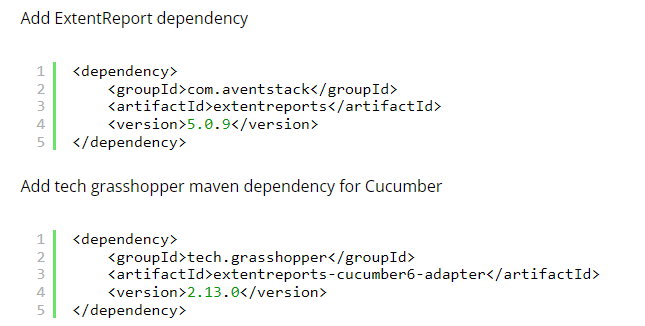 Add ExtentReport dependency
1 <dependency>
2     <groupId>com.aventstack</groupId>
3     <artifactId>extentreports</artifactId>
4     <version>5.0.9</version>
5 </dependency>
Add tech grasshopper maven dependency for Cucumber
1 <dependency>
2     <groupId>tech.grasshopper</groupId>
3     <artifactId>extentreports-cucumber6-adapter</artifactId>
4     <version>2.13.0</version>
5 </dependency>